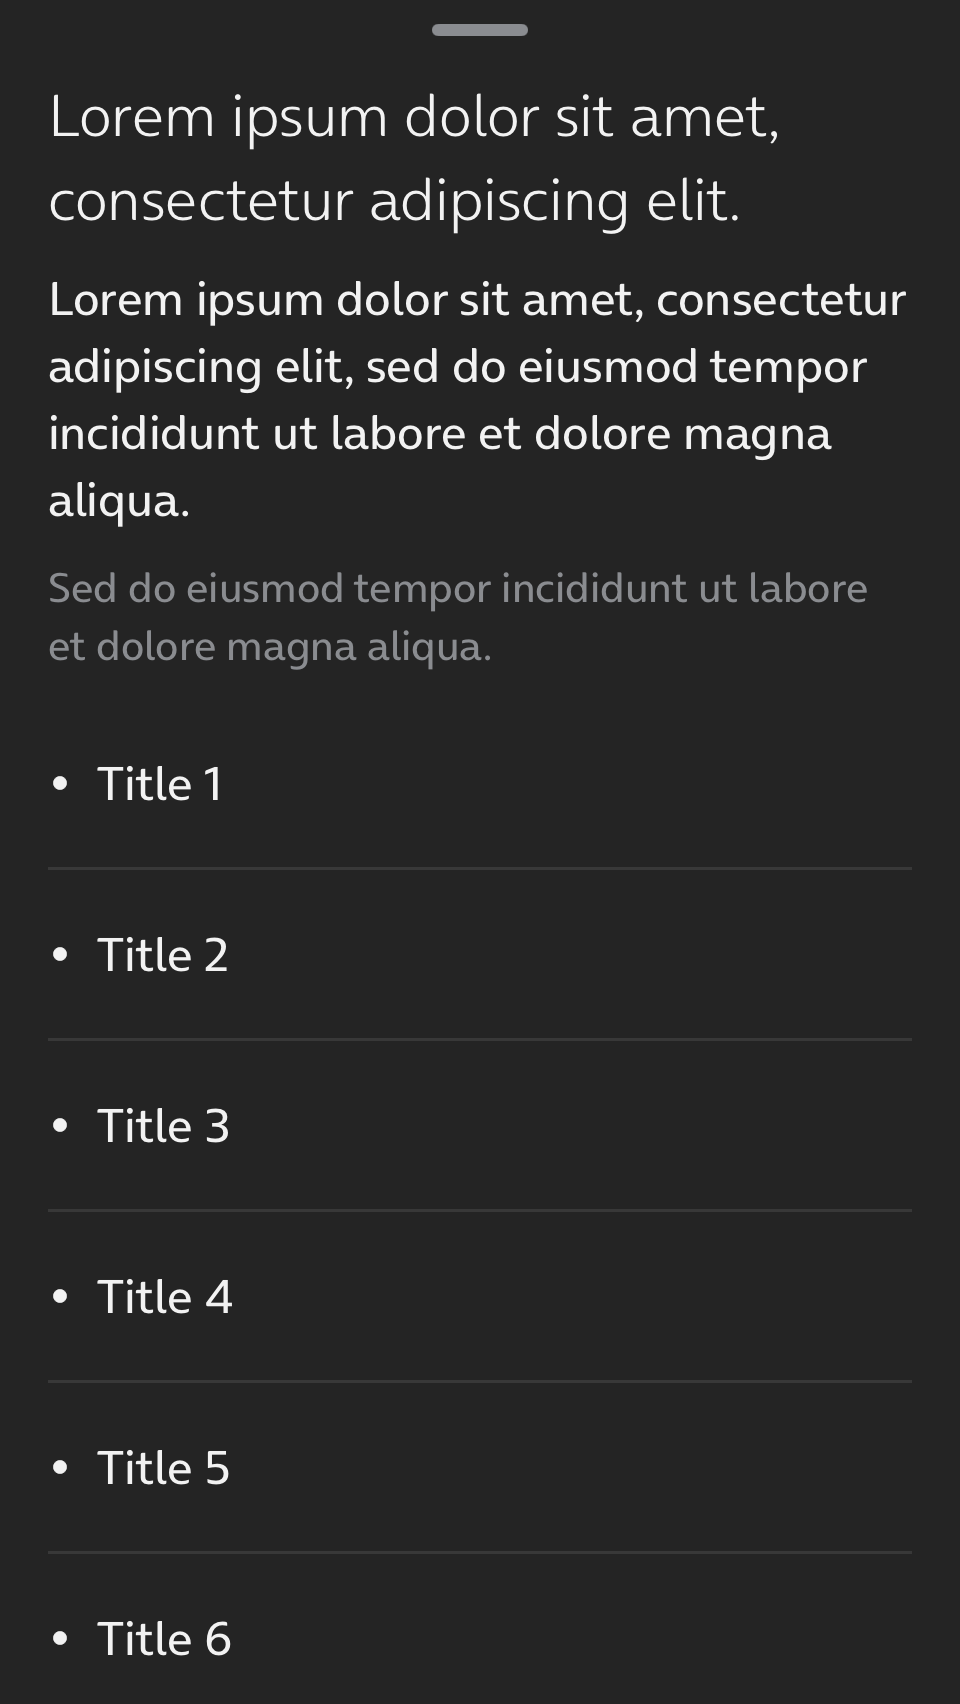 Lorem ipsum dolor sit amet,
consectetur adipiscing elit.
Lorem ipsum dolor sit amet, consectetur
adipiscing elit, sed do eiusmod tempor
incididunt ut labore et dolore magna
aliqua.
Sed do eiusmod tempor incididunt ut labore
et dolore magna aliqua.
• Title 1
• Title 2
• Title 3
• Title 4
• Title 5
• Title 6